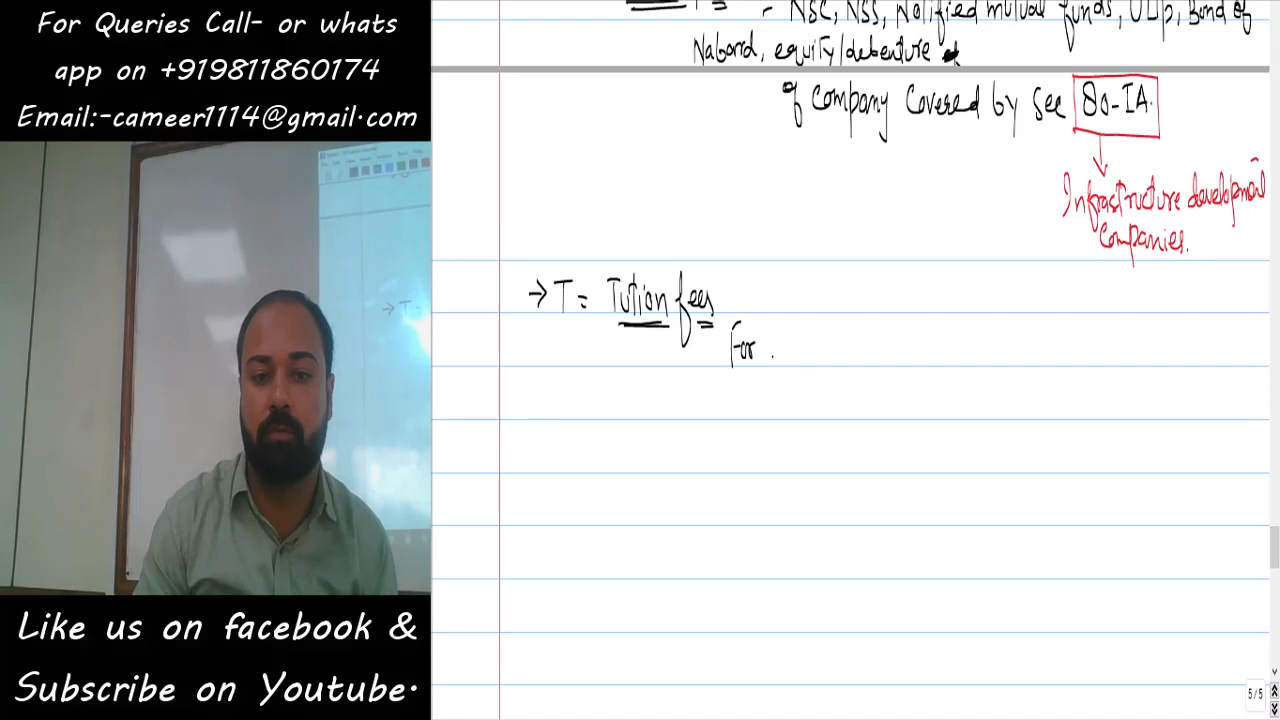 For Queries Call- or whats
app on +919811860174
Email:-cameer1114@gmail.com
NSC, NSS, Notified mutual funds, ULIP, Bond of
Naboard, equity/debenture
of Company Covered by Sec 80-IA.
Infrastructure development
Companies.
→ T = Tution fees
For
Like us on facebook &
Subscribe on Youtube.
5/5